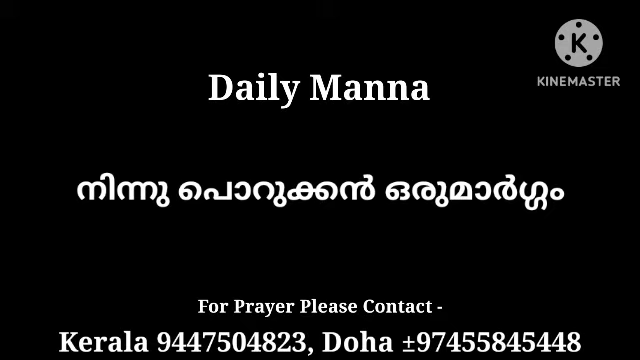 KINEMASTER
Daily Manna
നിന്നു പൊറുക്കൻ ഒരുമാർഗ്ഗം
For Prayer Please Contact -
Kerala 9447504823, Doha ±97455845448